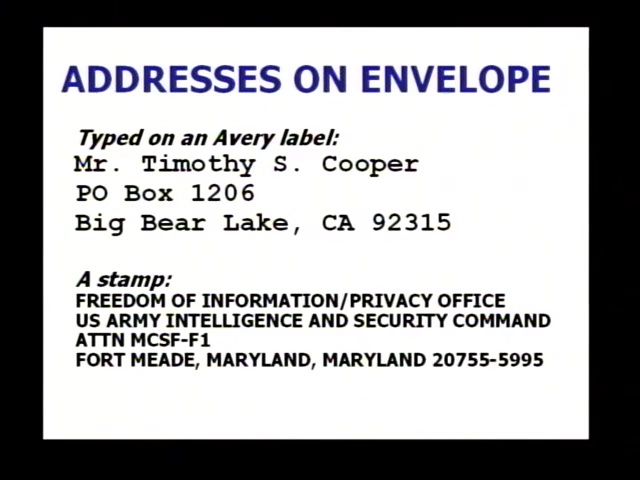 ADDRESSES ON ENVELOPE
Typed on an Avery label:
Mr. Timothy S. Cooper
PO Box 1206
Big Bear Lake, CA 92315
A stamp:
FREEDOM OF INFORMATION/PRIVACY OFFICE
US ARMY INTELLIGENCE AND SECURITY COMMAND
ATTN MCSF-F1
FORT MEADE, MARYLAND, MARYLAND 20755-5995